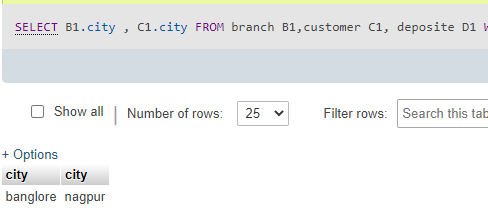 SELECT B1.city , C1.city FROM branch B1,customer C1, deposite D1
Show all Number of rows: 25 Filter rows: Search this tab
+ Options
city city
banglore nagpur